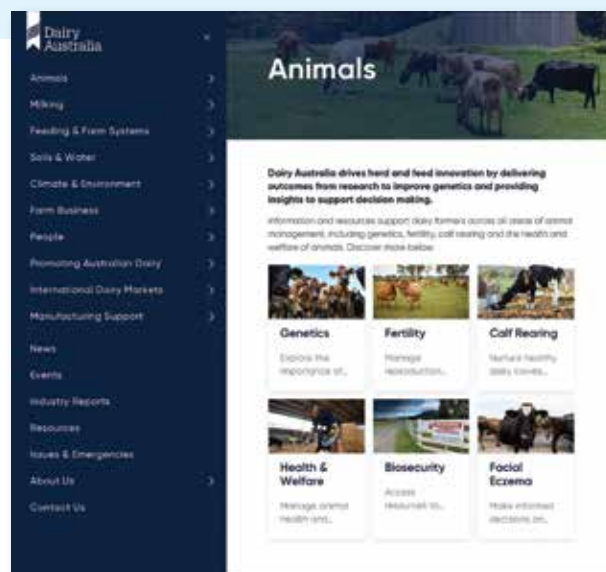 Dairy
Australia
Animals
Milking
Feeding & Farm Systems
Soils & Water
Climate & Environment
Farm Business
People
Promoting Australian Dairy
International Dairy Markets
Manufacturing Support
News
Events
Industry Reports
Resources
Issues & Emergencies
About Us
Contact Us
Animals
Dairy Australia drives herd and feed innovation by delivering
outcomes from research to improve genetics and providing
insights to support decision making.
Information and resources support dairy farmers across all areas of animal
management, including genetics, fertility, calf rearing and the health and
welfare of animals. Discover more below.
Genetics
Explore the
importance of...
Fertility
Manage
reproduction...
Calf Rearing
Nurture healthy
dairy calves...
Health &
Welfare
Manage animal
health and...
Biosecurity
Access
resources to...
Facial
Eczema
Make informed
decisions on...